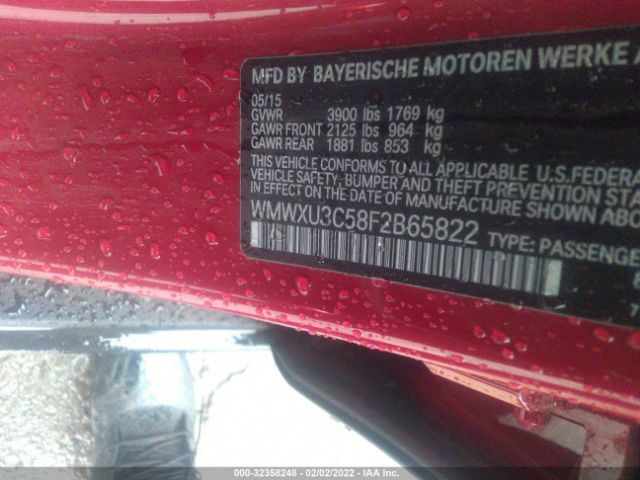 MFD BY BAYERISCHE MOTOREN WERKE A
05/15
GVWR 3900 lbs 1769 kg
GAWR FRONT 2125 lbs 964 kg
GAWR REAR 1881 lbs 853 kg
THIS VEHICLE CONFORMS TO ALL APPLICABLE U.S.FEDERA
VEHICLE SAFETY, BUMPER AND THEFT PREVENTION STA
IN EFFECT ON THE DATE OF MANUFACTURE SHOWN ABO
WMWXU3C58F2B65822 TYPE: PASSENGE
000-32358248 - 02/02/2022 - IAA Inc.